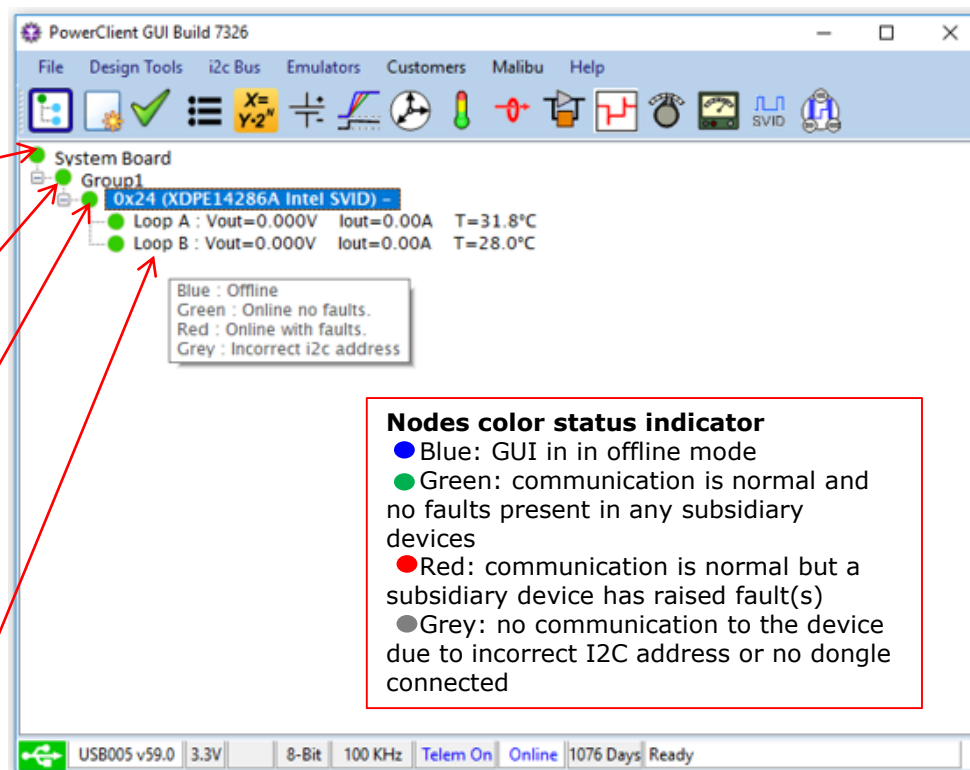 PowerClient GUI Build 7326
File Design Tools i2c Bus Emulators Customers Malibu Help
X=
Y·2ᴺ
SVID
System Board
Group1
0x24 (XDPE14286A Intel SVID) –
Loop A : Vout=0.000V Iout=0.00A T=31.8°C
Loop B : Vout=0.000V Iout=0.00A T=28.0°C
Blue : Offline
Green : Online no faults.
Red : Online with faults.
Grey : Incorrect i2c address
Nodes color status indicator
Blue: GUI in in offline mode
Green: communication is normal and
no faults present in any subsidiary
devices
Red: communication is normal but a
subsidiary device has raised fault(s)
Grey: no communication to the device
due to incorrect I2C address or no dongle
connected
USB005 v59.0 3.3V 8-Bit 100 KHz Telem On Online 1076 Days Ready